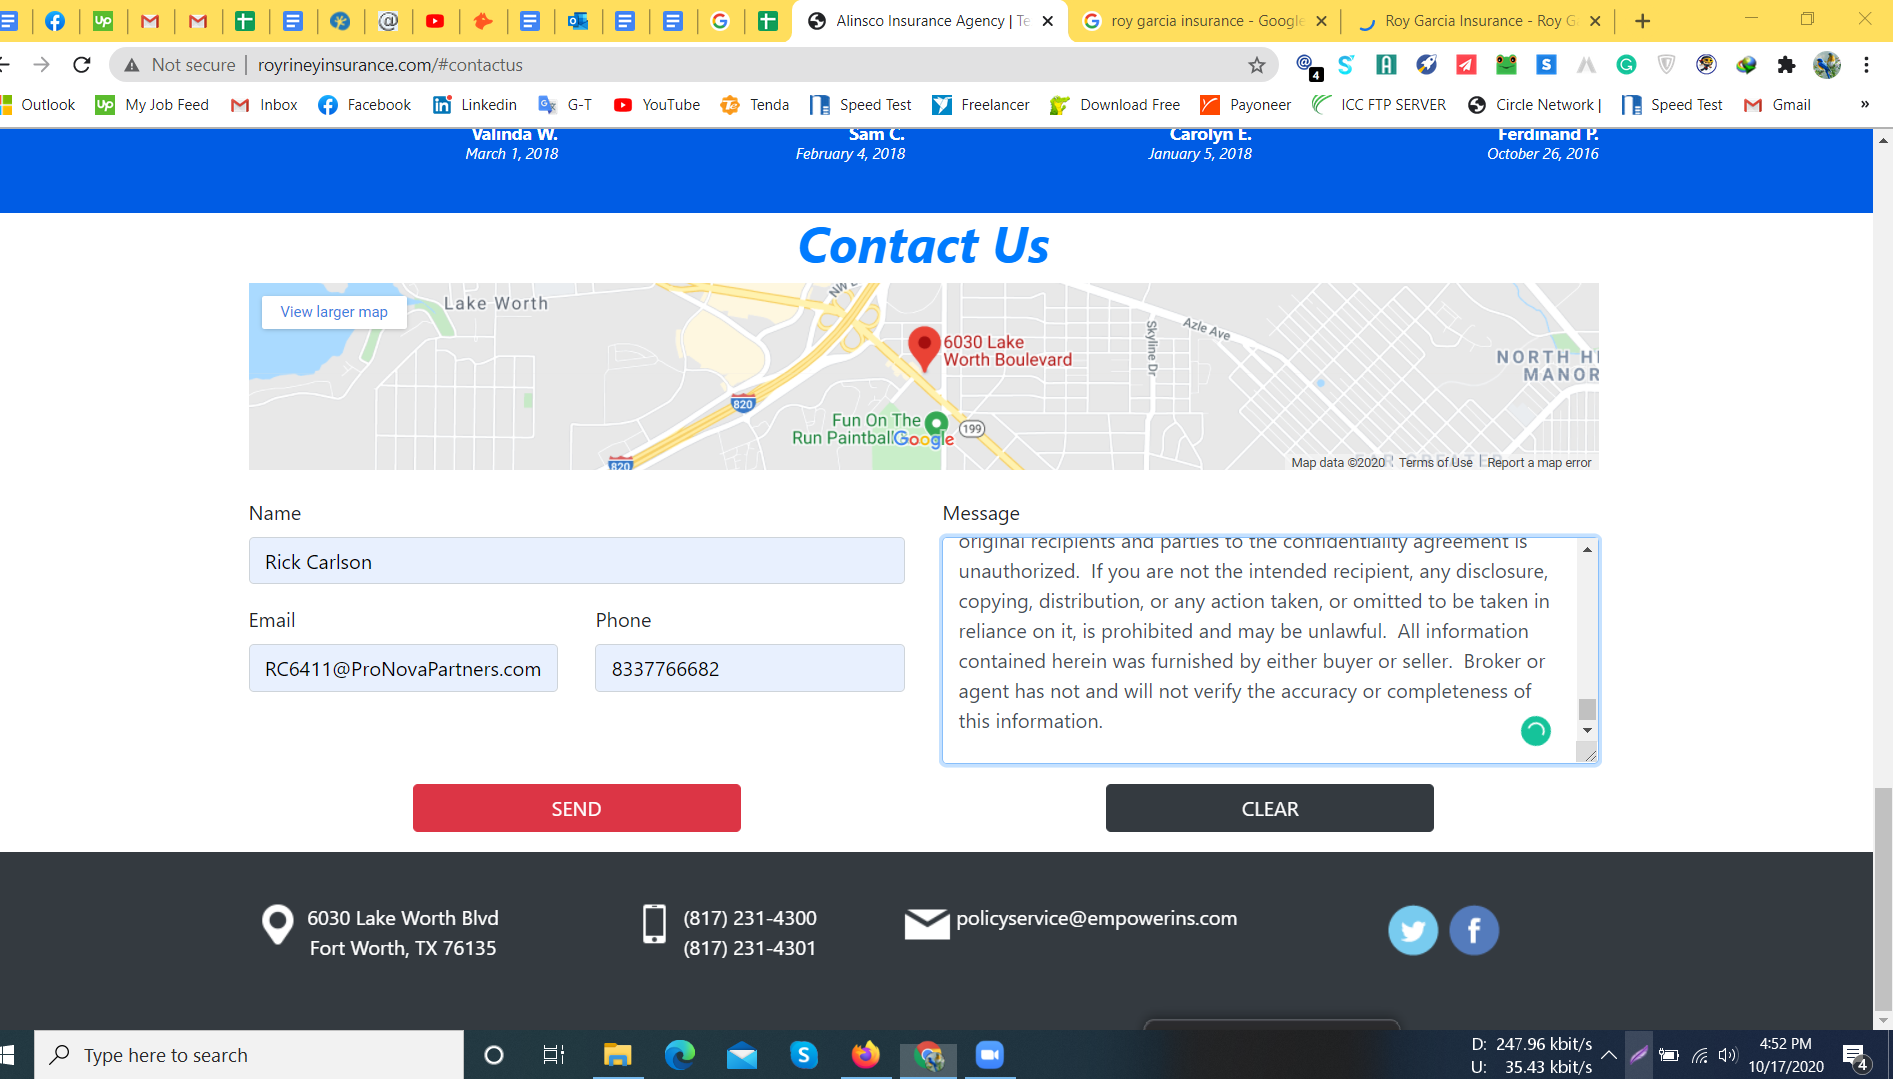 Alinsco Insurance Agency | Te
roy garcia insurance - Google
Roy Garcia Insurance - Roy G
Not secure | royrineyinsurance.com/#contactus
4
Outlook
My Job Feed
Inbox
Facebook
Linkedin
G-T
YouTube
Tenda
Speed Test
Freelancer
Download Free
Payoneer
ICC FTP SERVER
Circle Network |
Speed Test
Gmail
»
Valinda W.
March 1, 2018
Sam C.
February 4, 2018
Carolyn E.
January 5, 2018
Ferdinand P.
October 26, 2016
Contact Us
View larger map
Lake Worth
Azle Ave
Skyline Dr
6030 Lake
Worth Boulevard
820
Fun On The
Run Paintball
Google
199
820
Map data ©2020
Terms of Use
Report a map error
Name
Rick Carlson
Email
RC6411@ProNovaPartners.com
Phone
8337766682
Message
original recipients and parties to the confidentiality agreement is
unauthorized.  If you are not the intended recipient, any disclosure,
copying, distribution, or any action taken, or omitted to be taken in
reliance on it, is prohibited and may be unlawful.  All information
contained herein was furnished by either buyer or seller.  Broker or
agent has not and will not verify the accuracy or completeness of
this information.
SEND
CLEAR
6030 Lake Worth Blvd
Fort Worth, TX 76135
(817) 231-4300
(817) 231-4301
policyservice@empowerins.com
Type here to search
D: 247.96 kbit/s
U: 35.43 kbit/s
4:52 PM
10/17/2020
4